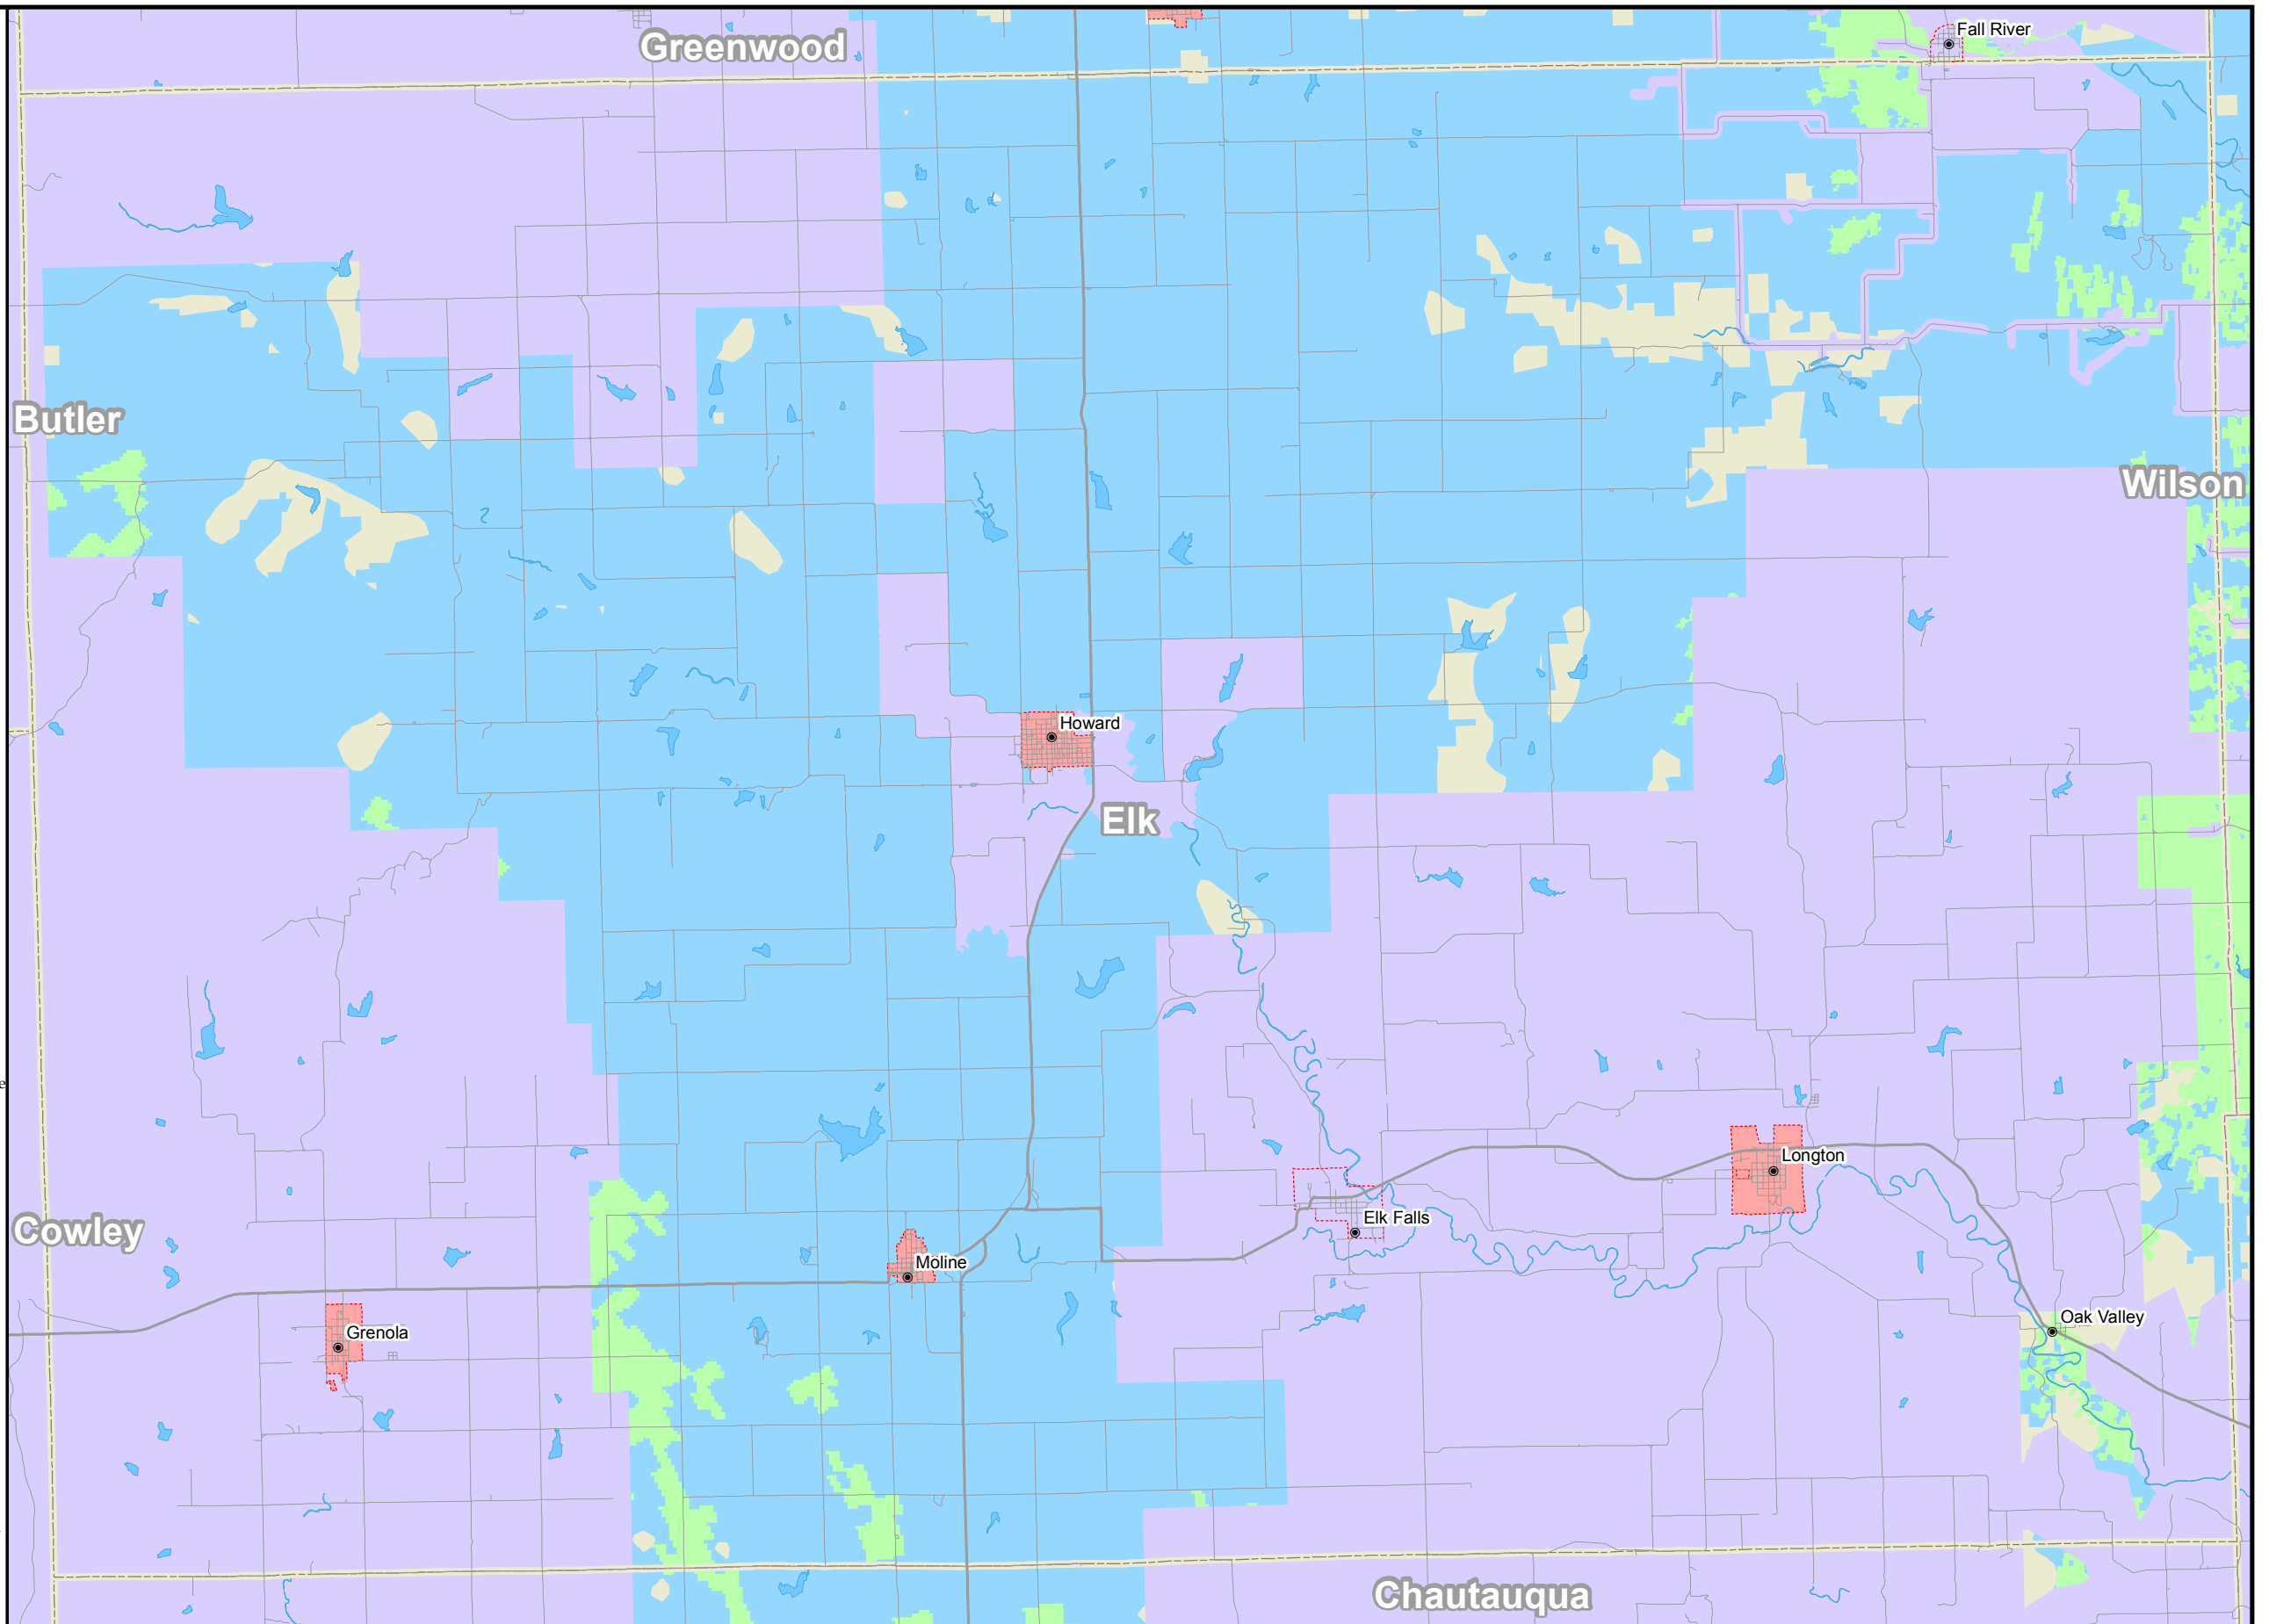 Fall River
Greenwood
Butler
Wilson
Howard
Elk
e
Longton
Elk Falls
Cowley
Moline
Oak Valley
Grenola
Chautauqua